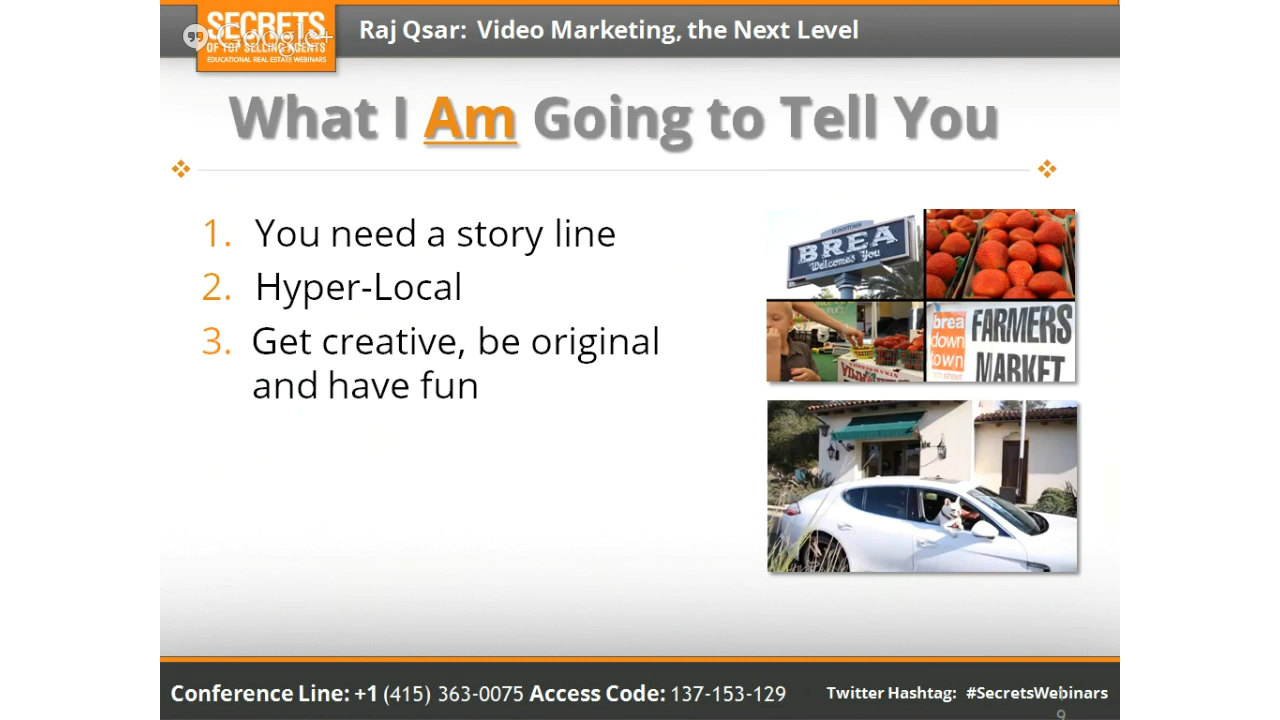 SECRETS
OF TOP SELLING AGENTS
EDUCATIONAL REAL ESTATE WEBINARS
Google+
Raj Qsar: Video Marketing, the Next Level
What I Am Going to Tell You
1. You need a story line
2. Hyper-Local
3. Get creative, be original
and have fun
DOWNTOWN
BREA
Welcomes You
brea
down
town
FARMERS
MARKET
Conference Line: +1 (415) 363-0075 Access Code: 137-153-129
Twitter Hashtag: #SecretsWebinars
9